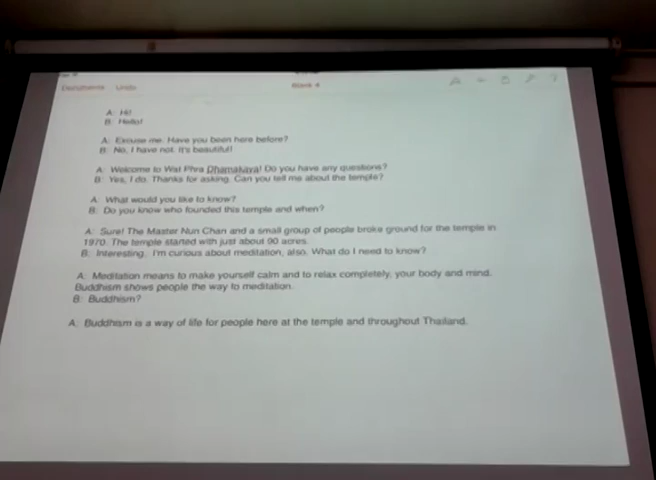 Documents Undo
Blank 4
A: Hi!
B: Hello!
A: Excuse me. Have you been here before?
B: No, I have not. It's beautiful!
A: Welcome to Wat Phra Dhamakaya! Do you have any questions?
B: Yes, I do. Thanks for asking. Can you tell me about the temple?
A: What would you like to know?
B: Do you know who founded this temple and when?
A: Sure! The Master Nun Chan and a small group of people broke ground for the temple in
1970. The temple started with just about 90 acres.
B: Interesting. I'm curious about meditation, also. What do I need to know?
A: Meditation means to make yourself calm and to relax completely, your body and mind.
Buddhism shows people the way to meditation.
B: Buddhism?
A: Buddhism is a way of life for people here at the temple and throughout Thailand.